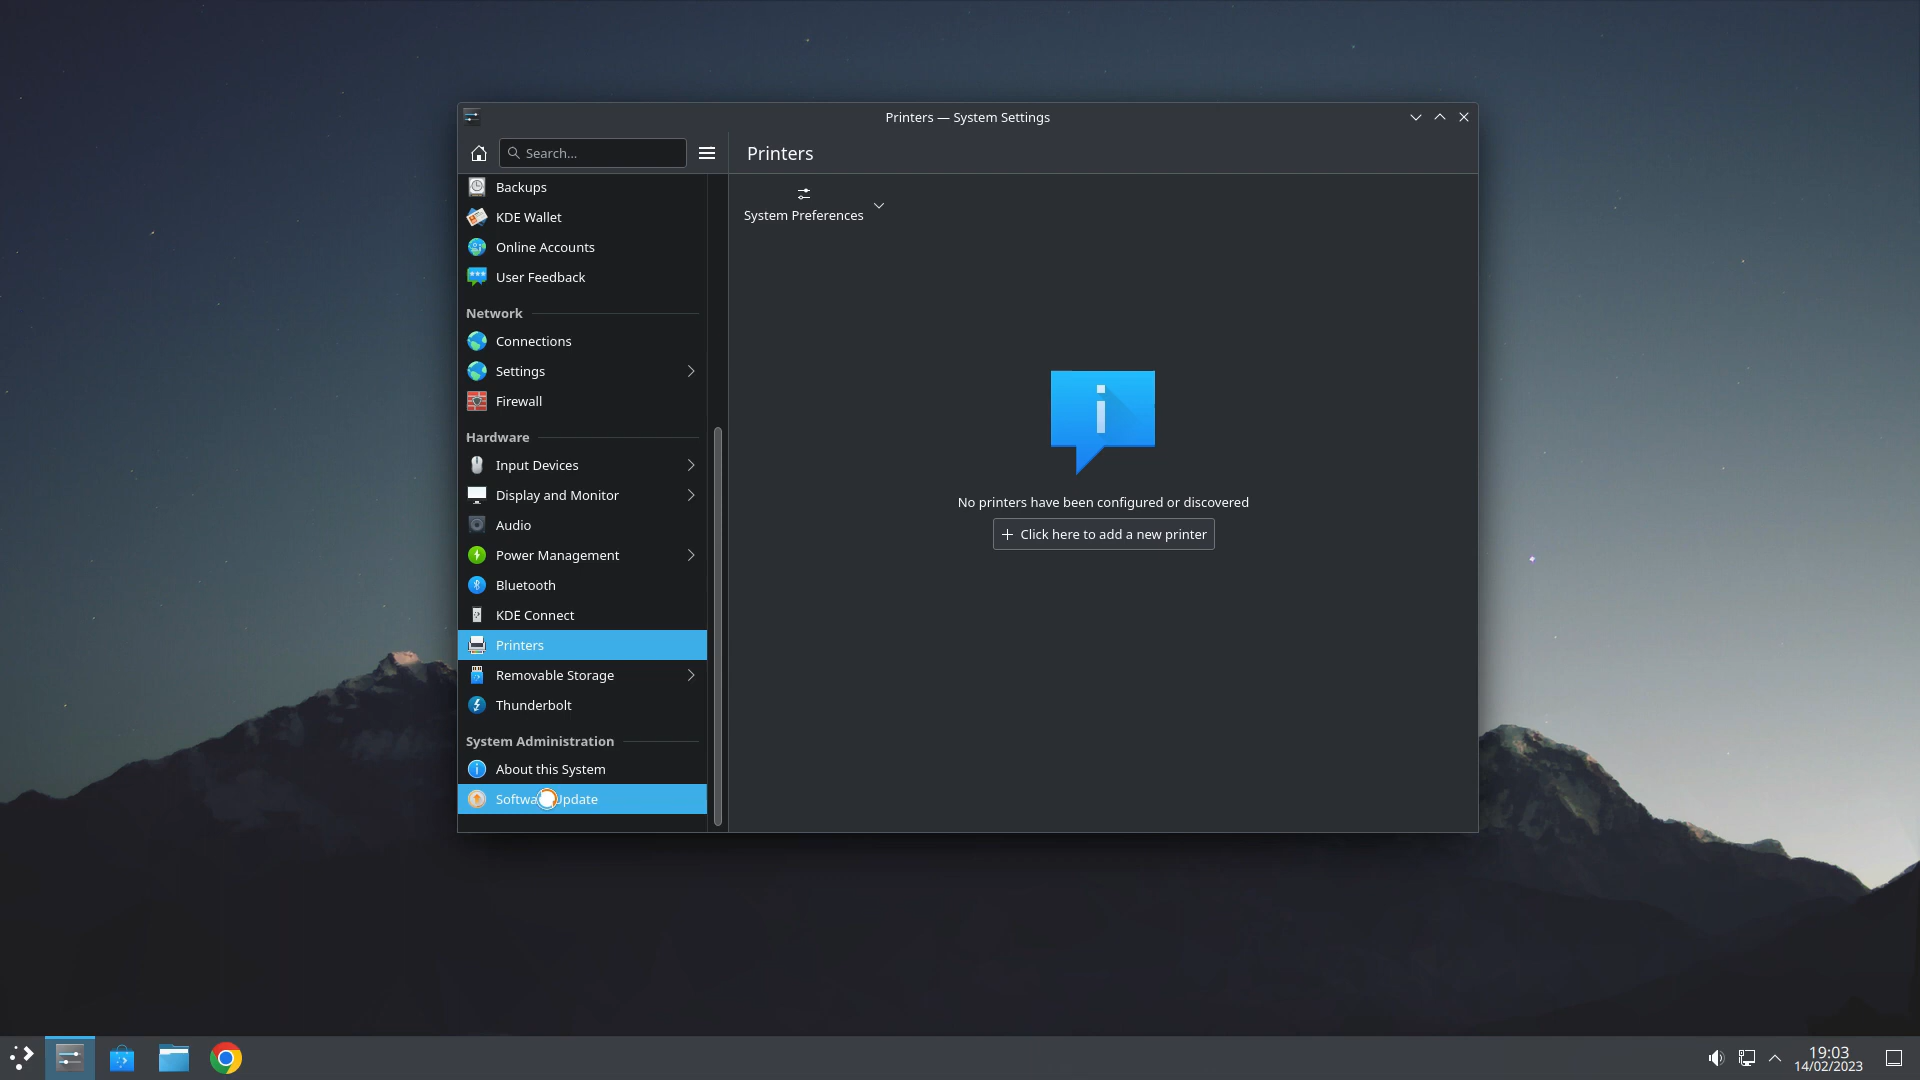 Printers — System Settings
Search...
Printers
Backups
KDE Wallet
Online Accounts
User Feedback
Network
Connections
Settings
Firewall
Hardware
Input Devices
Display and Monitor
Audio
Power Management
Bluetooth
KDE Connect
Printers
Removable Storage
Thunderbolt
System Administration
About this System
Software Update
System Preferences
No printers have been configured or discovered
Click here to add a new printer
19:03
14/02/2023